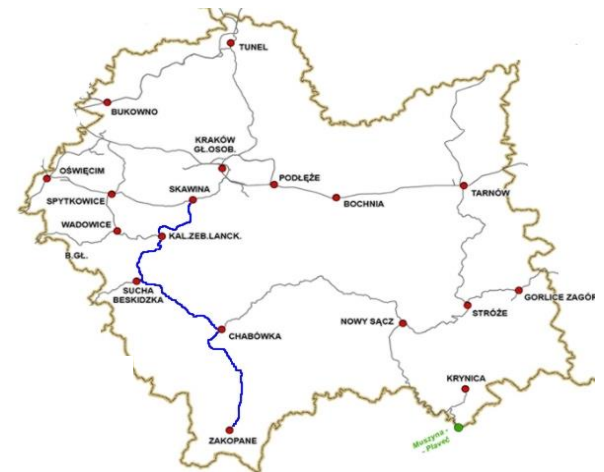 TUNEL
BUKOWNO
KRAKÓW
GŁ.OSOB.
OŚWIĘCIM
PODŁĘŻE
SKAWINA
TARNÓW
SPYTKOWICE
BOCHNIA
WADOWICE
KAL.ZEB.LANCK.
B.GŁ.
SUCHA
BESKIDZKA
GORLICE ZAGÓR
STRÓŻE
NOWY SĄCZ
CHABÓWKA
KRYNICA
ZAKOPANE
Muszyna -
- Plaveč